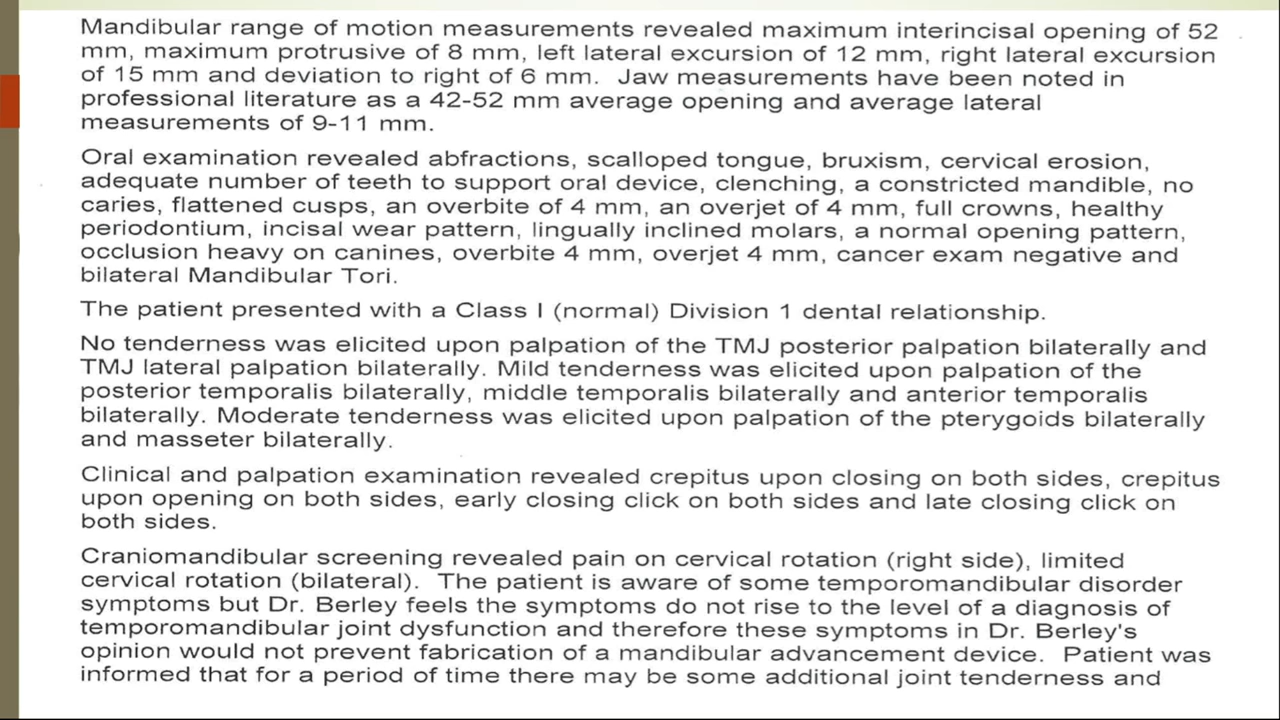 Mandibular range of motion measurements revealed maximum interincisal opening of 52
mm, maximum protrusive of 8 mm, left lateral excursion of 12 mm, right lateral excursion
of 15 mm and deviation to right of 6 mm. Jaw measurements have been noted in
professional literature as a 42-52 mm average opening and average lateral
measurements of 9-11 mm.
Oral examination revealed abfractions, scalloped tongue, bruxism, cervical erosion,
adequate number of teeth to support oral device, clenching, a constricted mandible, no
caries, flattened cusps, an overbite of 4 mm, an overjet of 4 mm, full crowns, healthy
periodontium, incisal wear pattern, lingually inclined molars, a normal opening pattern,
occlusion heavy on canines, overbite 4 mm, overjet 4 mm, cancer exam negative and
bilateral Mandibular Tori.
The patient presented with a Class I (normal) Division 1 dental relationship.
No tenderness was elicited upon palpation of the TMJ posterior palpation bilaterally and
TMJ lateral palpation bilaterally. Mild tenderness was elicited upon palpation of the
posterior temporalis bilaterally, middle temporalis bilaterally and anterior temporalis
bilaterally. Moderate tenderness was elicited upon palpation of the pterygoids bilaterally
and masseter bilaterally.
Clinical and palpation examination revealed crepitus upon closing on both sides, crepitus
upon opening on both sides, early closing click on both sides and late closing click on
both sides.
Craniomandibular screening revealed pain on cervical rotation (right side), limited
cervical rotation (bilateral). The patient is aware of some temporomandibular disorder
symptoms but Dr. Berley feels the symptoms do not rise to the level of a diagnosis of
temporomandibular joint dysfunction and therefore these symptoms in Dr. Berley's
opinion would not prevent fabrication of a mandibular advancement device. Patient was
informed that for a period of time there may be some additional joint tenderness and